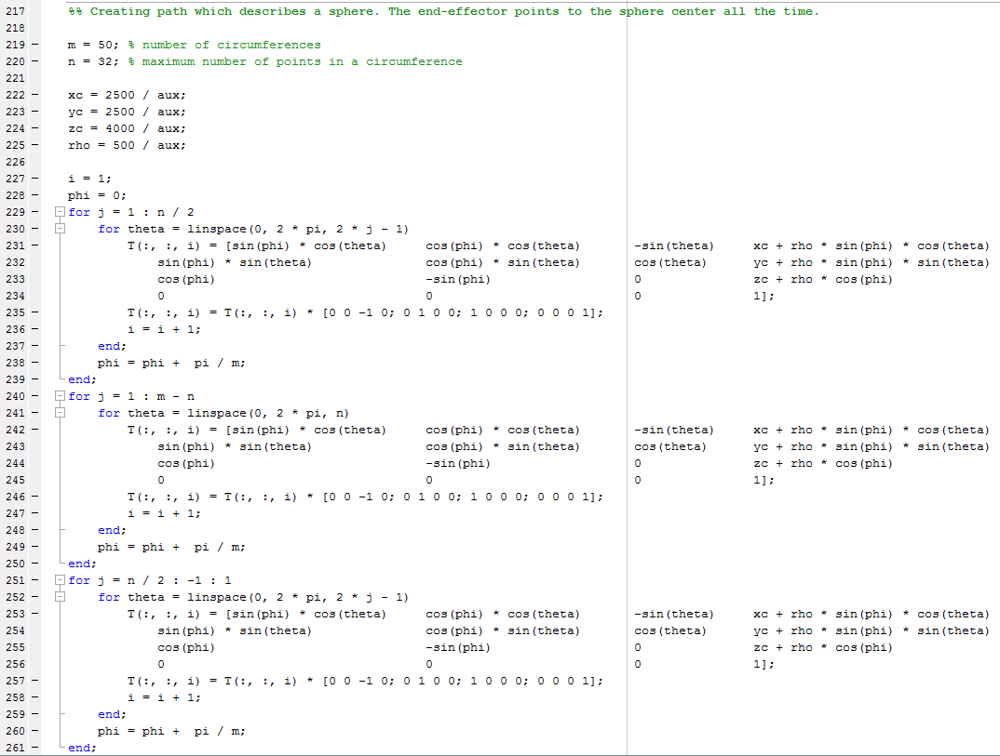 217 %% Creating path which describes a sphere. The end-effector points to the sphere center all the time.
218
219 − m = 50; % number of circumferences
220 − n = 32; % maximum number of points in a circumference
221
222 − xc = 2500 / aux;
223 − yc = 2500 / aux;
224 − zc = 4000 / aux;
225 − rho = 500 / aux;
226
227 − i = 1;
228 − phi = 0;
229 − for j = 1 : n / 2
230 − for theta = linspace(0, 2 * pi, 2 * j - 1)
231 − T(:, :, i) = [sin(phi) * cos(theta) cos(phi) * cos(theta) -sin(theta) xc + rho * sin(phi) * cos(theta)
232 sin(phi) * sin(theta) cos(phi) * sin(theta) cos(theta) yc + rho * sin(phi) * sin(theta)
233 cos(phi) -sin(phi) 0 zc + rho * cos(phi)
234 0 0 0 1];
235 − T(:, :, i) = T(:, :, i) * [0 0 -1 0; 0 1 0 0; 1 0 0 0; 0 0 0 1];
236 − i = i + 1;
237 − end;
238 − phi = phi +  pi / m;
239 − end;
240 − for j = 1 : m - n
241 − for theta = linspace(0, 2 * pi, n)
242 − T(:, :, i) = [sin(phi) * cos(theta) cos(phi) * cos(theta) -sin(theta) xc + rho * sin(phi) * cos(theta)
243 sin(phi) * sin(theta) cos(phi) * sin(theta) cos(theta) yc + rho * sin(phi) * sin(theta)
244 cos(phi) -sin(phi) 0 zc + rho * cos(phi)
245 0 0 0 1];
246 − T(:, :, i) = T(:, :, i) * [0 0 -1 0; 0 1 0 0; 1 0 0 0; 0 0 0 1];
247 − i = i + 1;
248 − end;
249 − phi = phi +  pi / m;
250 − end;
251 − for j = n / 2 : -1 : 1
252 − for theta = linspace(0, 2 * pi, 2 * j - 1)
253 − T(:, :, i) = [sin(phi) * cos(theta) cos(phi) * cos(theta) -sin(theta) xc + rho * sin(phi) * cos(theta)
254 sin(phi) * sin(theta) cos(phi) * sin(theta) cos(theta) yc + rho * sin(phi) * sin(theta)
255 cos(phi) -sin(phi) 0 zc + rho * cos(phi)
256 0 0 0 1];
257 − T(:, :, i) = T(:, :, i) * [0 0 -1 0; 0 1 0 0; 1 0 0 0; 0 0 0 1];
258 − i = i + 1;
259 − end;
260 − phi = phi +  pi / m;
261 − end;